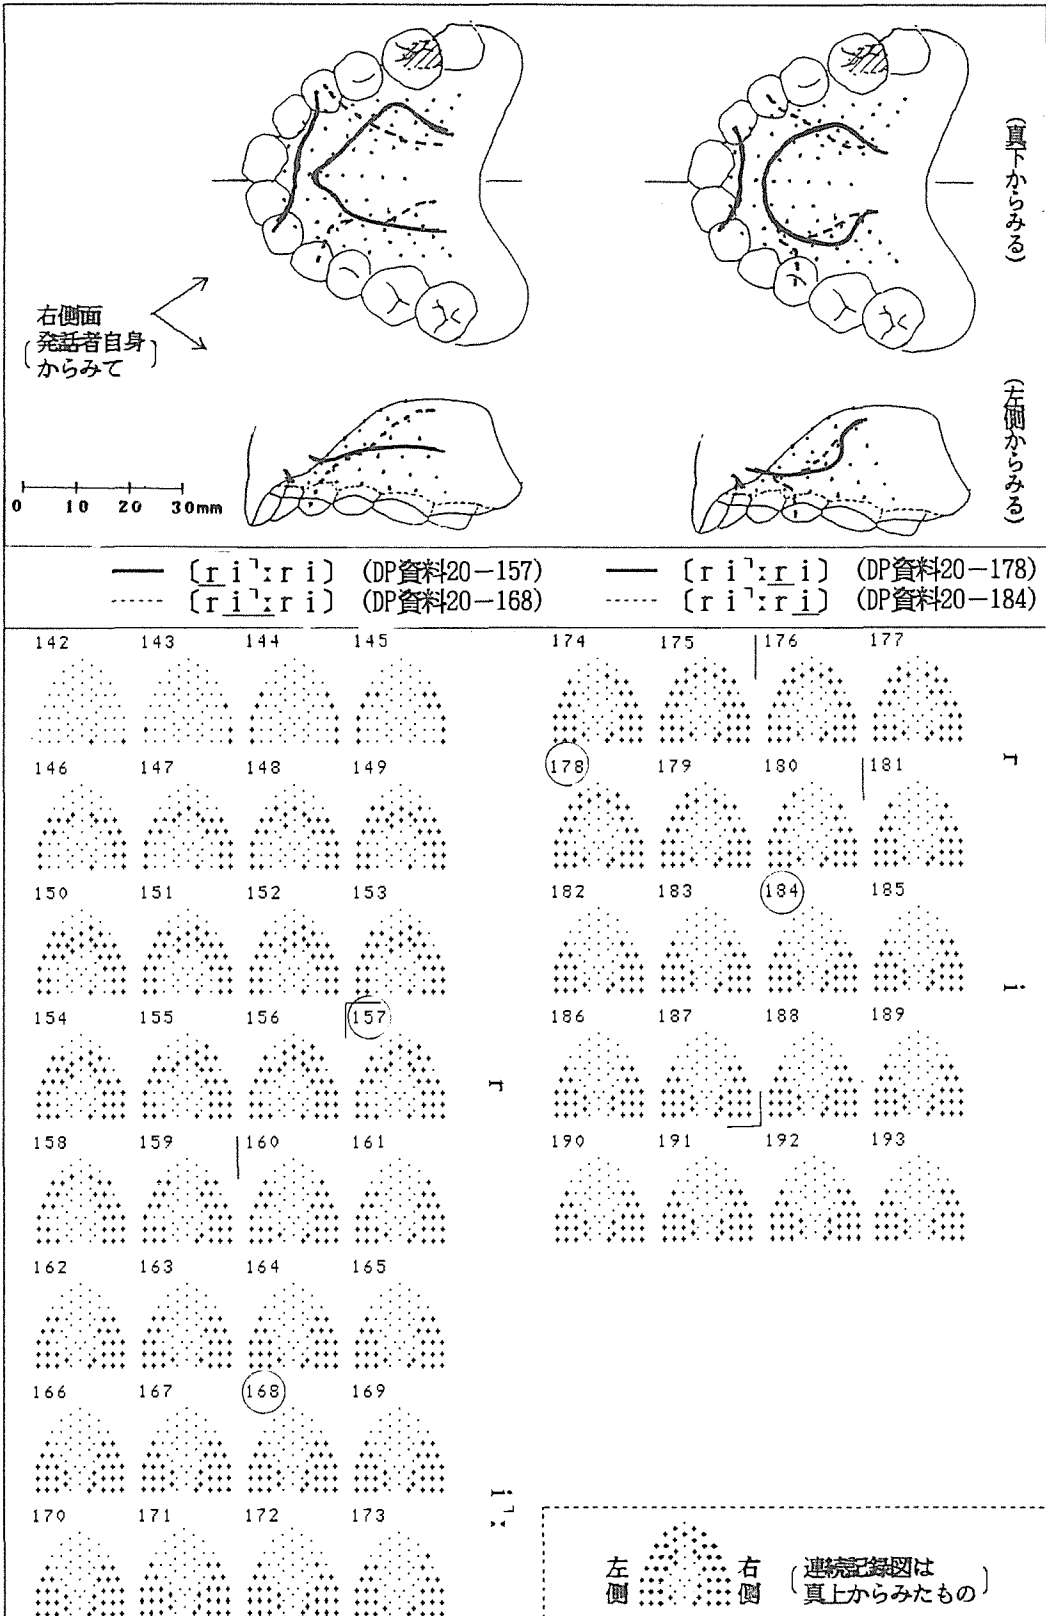 (真下からみる)
右側面
(発話者自身)
からみて
(左側からみる)
0 10 20 30mm
[r i ̚ːr i] (DP資料20−157)
[r i ̚ːr i] (DP資料20−168)
[r i ̚ːr i] (DP資料20−178)
[r i ̚ːr i] (DP資料20−184)
142 143 144 145
146 147 148 149
150 151 152 153
154 155 156 157
r
158 159 160 161
162 163 164 165
166 167 168 169
i ̚ː
170 171 172 173
174 175 176 177
r
178 179 180 181
182 183 184 185
i
186 187 188 189
190 191 192 193
左側 右側
(連続記録図は
真上からみたもの)